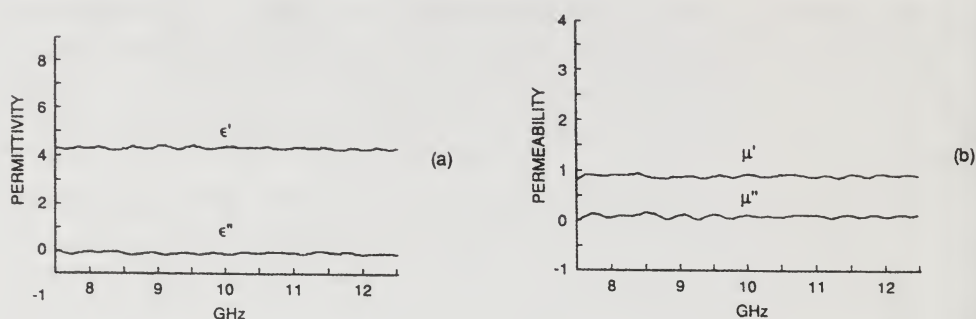 8
6
4
2
0
-1
PERMITTIVITY
ϵ'
ϵ"
8
9
10
11
12
GHz
(a)
4
3
2
1
0
-1
PERMEABILITY
μ'
μ"
8
9
10
11
12
GHz
(b)